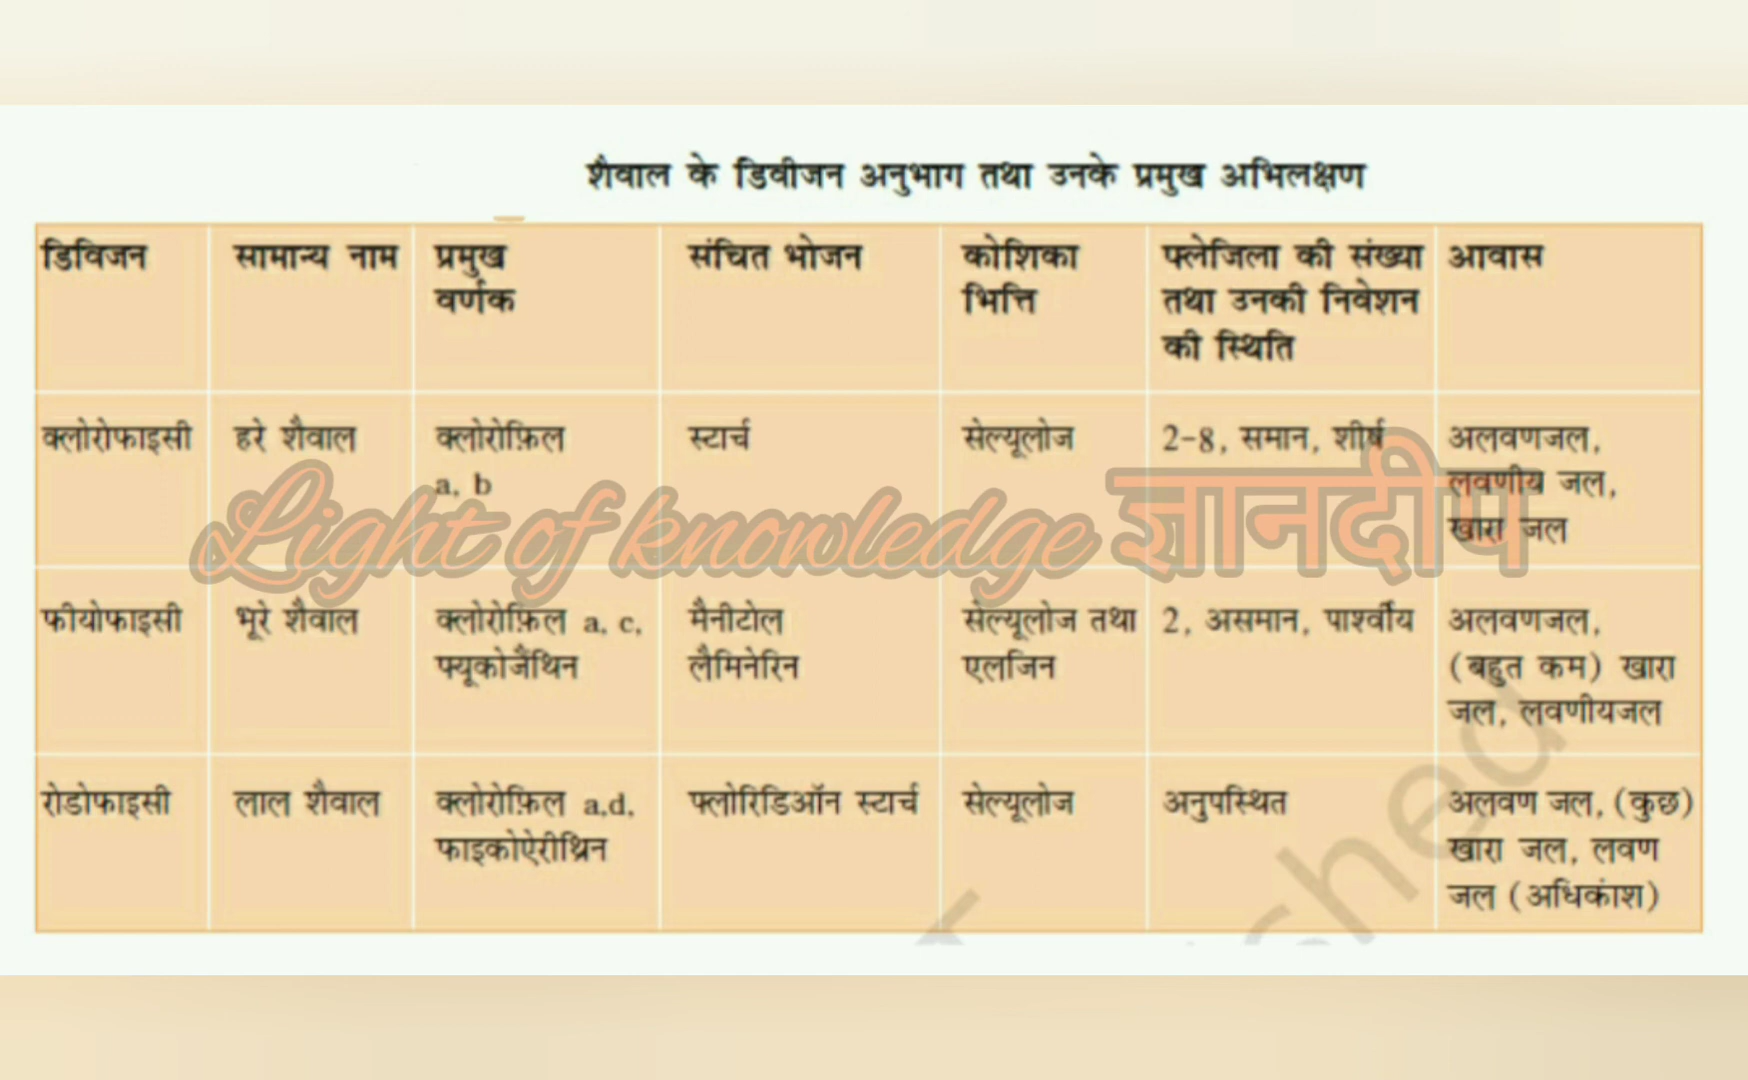 शैवाल के डिवीजन अनुभाग तथा उनके प्रमुख अभिलक्षण
डिविजन सामान्य नाम प्रमुख वर्णक संचित भोजन कोशिका भित्ति फ्लेजिला की संख्या तथा उनकी निवेशन की स्थिति आवास
क्लोरोफाइसी हरे शैवाल क्लोरोफ़िल a, b स्टार्च सेल्यूलोज 2-8, समान, शीर्ष अलवणजल, लवणीय जल, खारा जल
Light of knowledge ज्ञानदीप
फीयोफाइसी भूरे शैवाल क्लोरोफ़िल a, c, फ्यूकोजैंथिन मैनीटोल लैमिनेरिन सेल्यूलोज तथा एलजिन 2, असमान, पार्श्वीय अलवणजल, (बहुत कम) खारा जल, लवणीयजल
रोडोफाइसी लाल शैवाल क्लोरोफ़िल a,d, फाइकोऐरीथ्रिन फ्लोरिडिऑन स्टार्च सेल्यूलोज अनुपस्थित अलवण जल, (कुछ) खारा जल, लवण जल (अधिकांश)